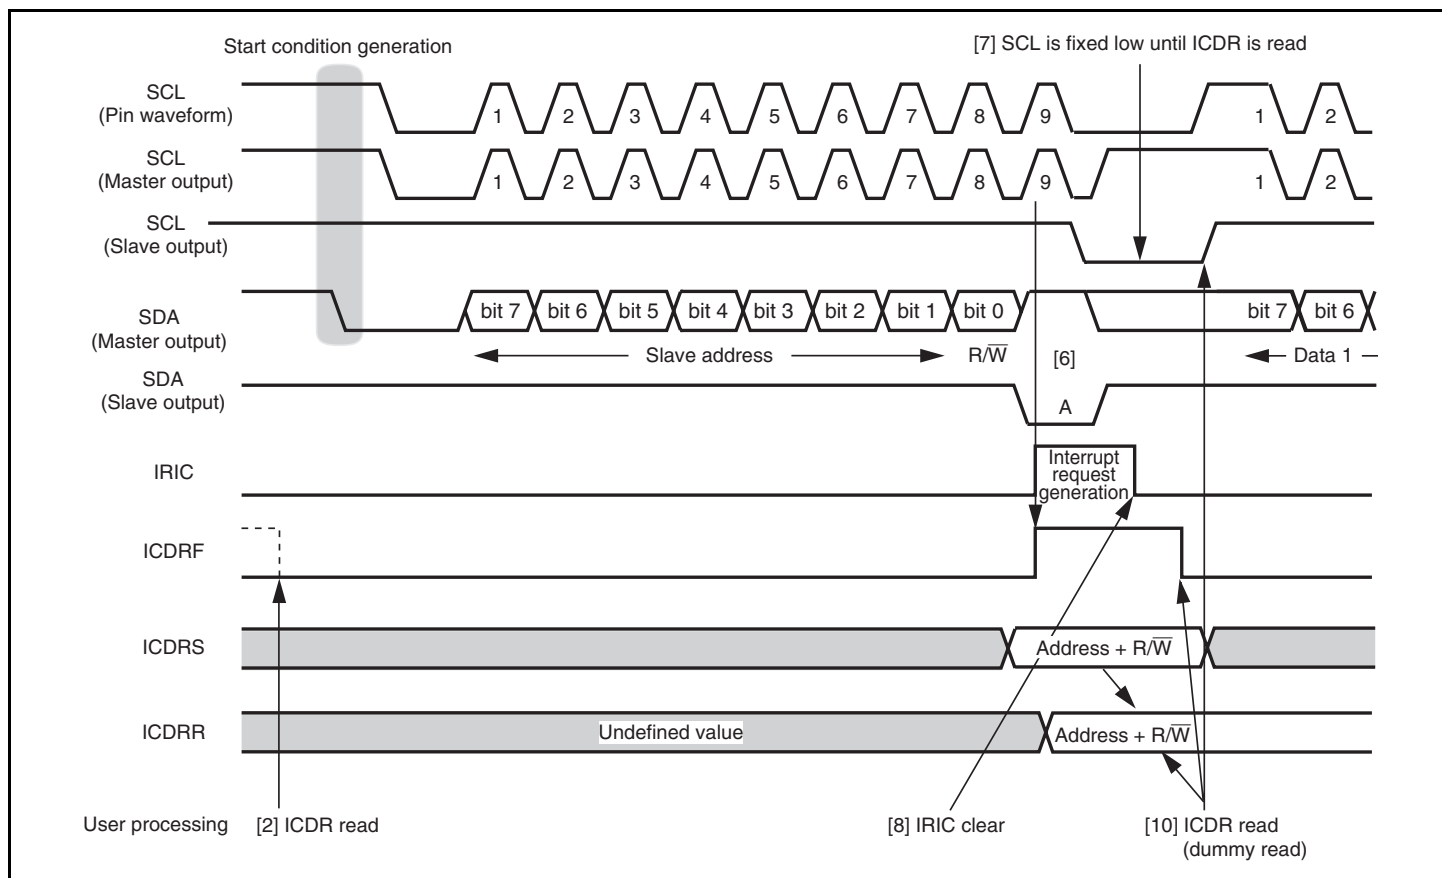 Start condition generation
[7] SCL is fixed low until ICDR is read
SCL
(Pin waveform)
1 2 3 4 5 6 7 8 9 1 2
SCL
(Master output)
1 2 3 4 5 6 7 8 9 1 2
SCL
(Slave output)
SDA
(Master output)
bit 7 bit 6 bit 5 bit 4 bit 3 bit 2 bit 1 bit 0 bit 7 bit 6
Slave address R/W̅ [6] Data 1
SDA
(Slave output)
A
IRIC
Interrupt
request
generation
ICDRF
ICDRS
Address + R/W̅
ICDRR
Undefined value
Address + R/W̅
User processing
[2] ICDR read
[8] IRIC clear
[10] ICDR read
(dummy read)